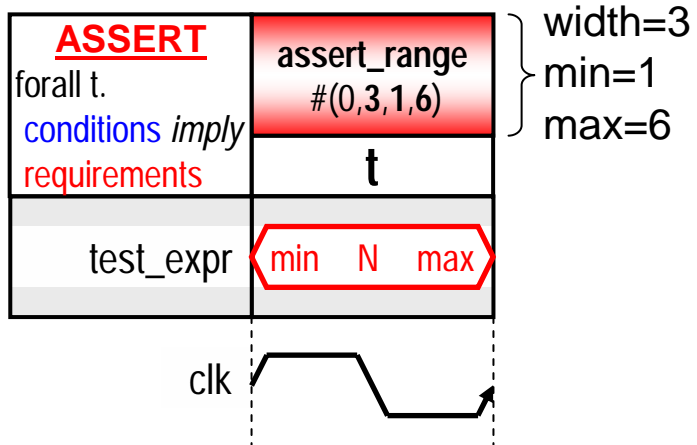 ASSERT
forall t.
conditions imply
requirements
assert_range
#(0,3,1,6)
t
width=3
min=1
max=6
test_expr
min N max
clk